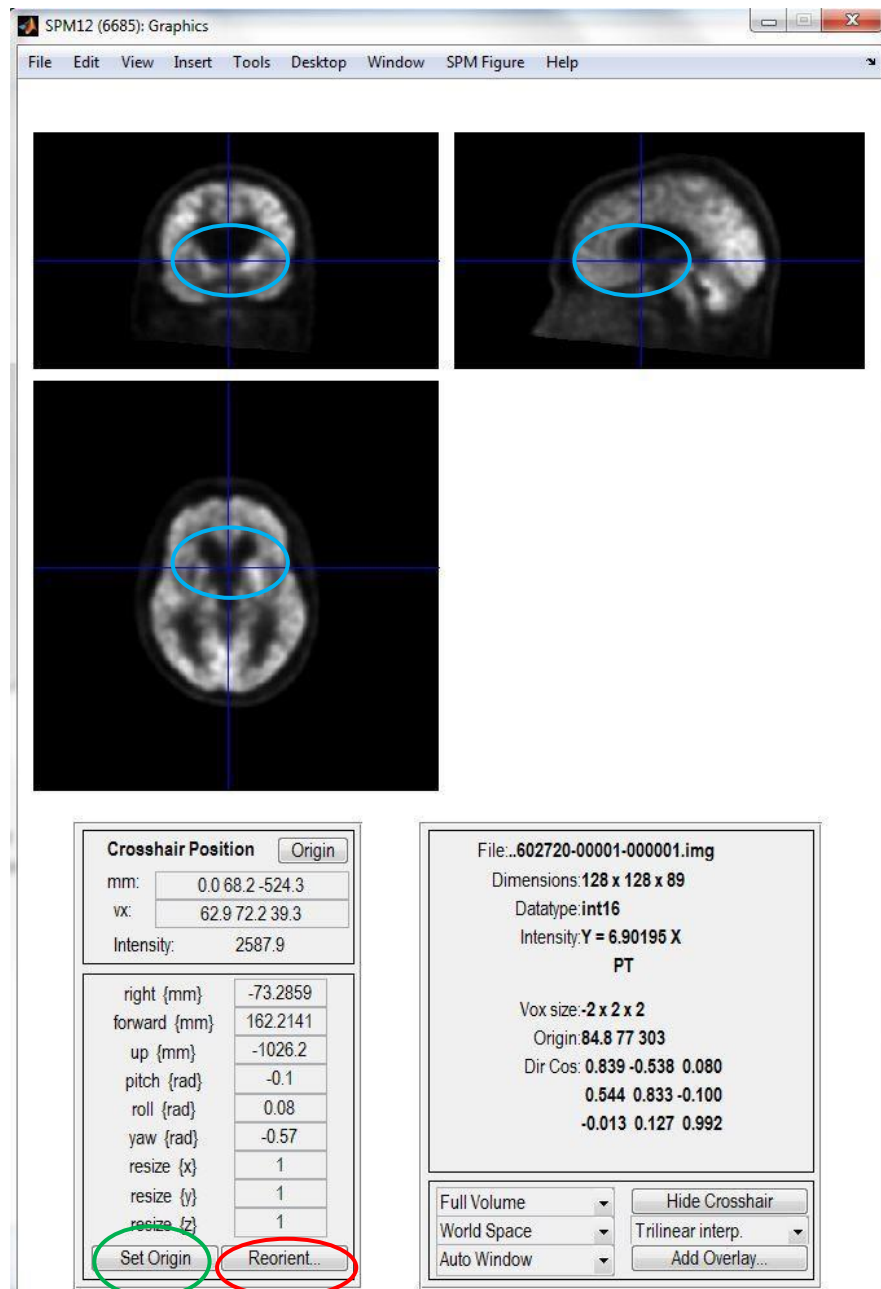 SPM12 (6685): Graphics
File Edit View Insert Tools Desktop Window SPM Figure Help
Crosshair Position Origin
mm: 0.0 68.2 -524.3
vx: 62.9 72.2 39.3
Intensity: 2587.9
right {mm} -73.2859
forward {mm} 162.2141
up {mm} -1026.2
pitch {rad} -0.1
roll {rad} 0.08
yaw {rad} -0.57
resize {x} 1
resize {y} 1
resize {z} 1
Set Origin Reorient...
File:..602720-00001-000001.img
Dimensions:128 x 128 x 89
Datatype:int16
Intensity:Y = 6.90195 X
PT
Vox size:-2 x 2 x 2
Origin:84.8 77 303
Dir Cos: 0.839 -0.538 0.080
0.544 0.833 -0.100
-0.013 0.127 0.992
Full Volume Hide Crosshair
World Space Trilinear interp.
Auto Window Add Overlay...